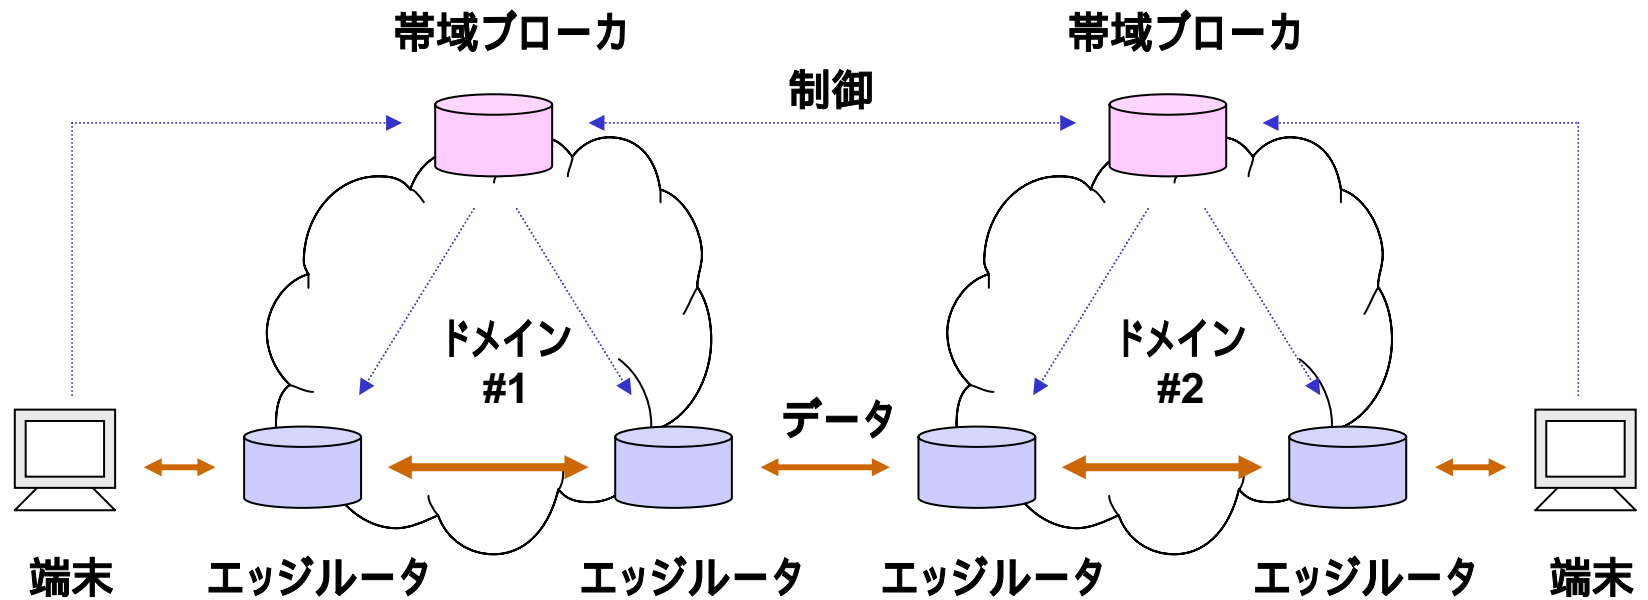 帯域ブローカ
帯域ブローカ
制御
ドメイン
#1
ドメイン
#2
データ
端末
エッジルータ
エッジルータ
エッジルータ
エッジルータ
端末